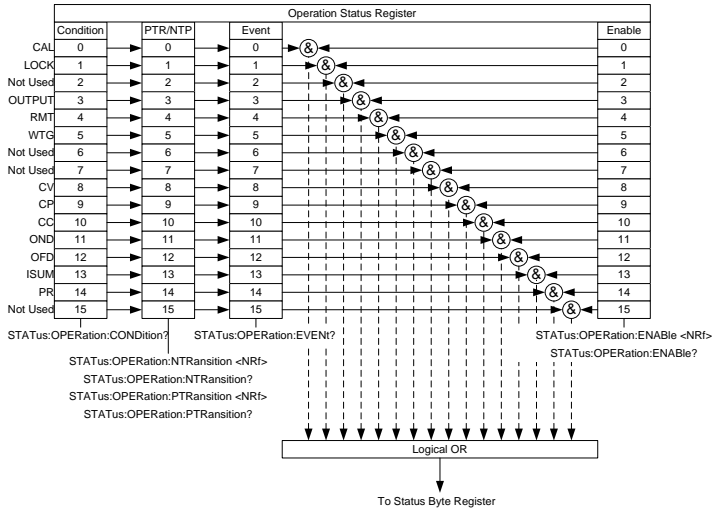 Operation Status Register
Condition PTR/NTP Event Enable
CAL 0 0 0 & 0
LOCK 1 1 1 & 1
Not Used 2 2 2 & 2
OUTPUT 3 3 3 & 3
RMT 4 4 4 & 4
WTG 5 5 5 & 5
Not Used 6 6 6 & 6
Not Used 7 7 7 & 7
CV 8 8 8 & 8
CP 9 9 9 & 9
CC 10 10 10 & 10
OND 11 11 11 & 11
OFD 12 12 12 & 12
ISUM 13 13 13 & 13
PR 14 14 14 & 14
Not Used 15 15 15 & 15
STATus:OPERation:CONDition? STATus:OPERation:EVENt? STATus:OPERation:ENABle <NRf>
STATus:OPERation:ENABle?
STATus:OPERation:NTRansition <NRf>
STATus:OPERation:NTRansition?
STATus:OPERation:PTRansition <NRf>
STATus:OPERation:PTRansition?
Logical OR
To Status Byte Register